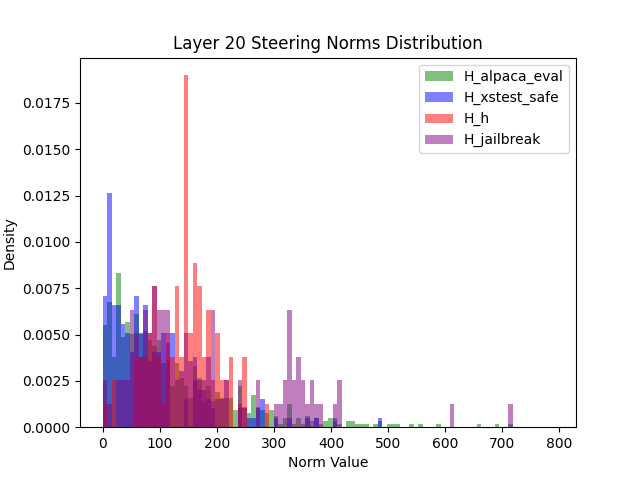 Layer 20 Steering Norms Distribution
H_alpaca_eval
H_xstest_safe
H_h
H_jailbreak
0.0175
0.0150
0.0125
0.0100
0.0075
0.0050
0.0025
0.0000
Density
0 100 200 300 400 500 600 700 800
Norm Value